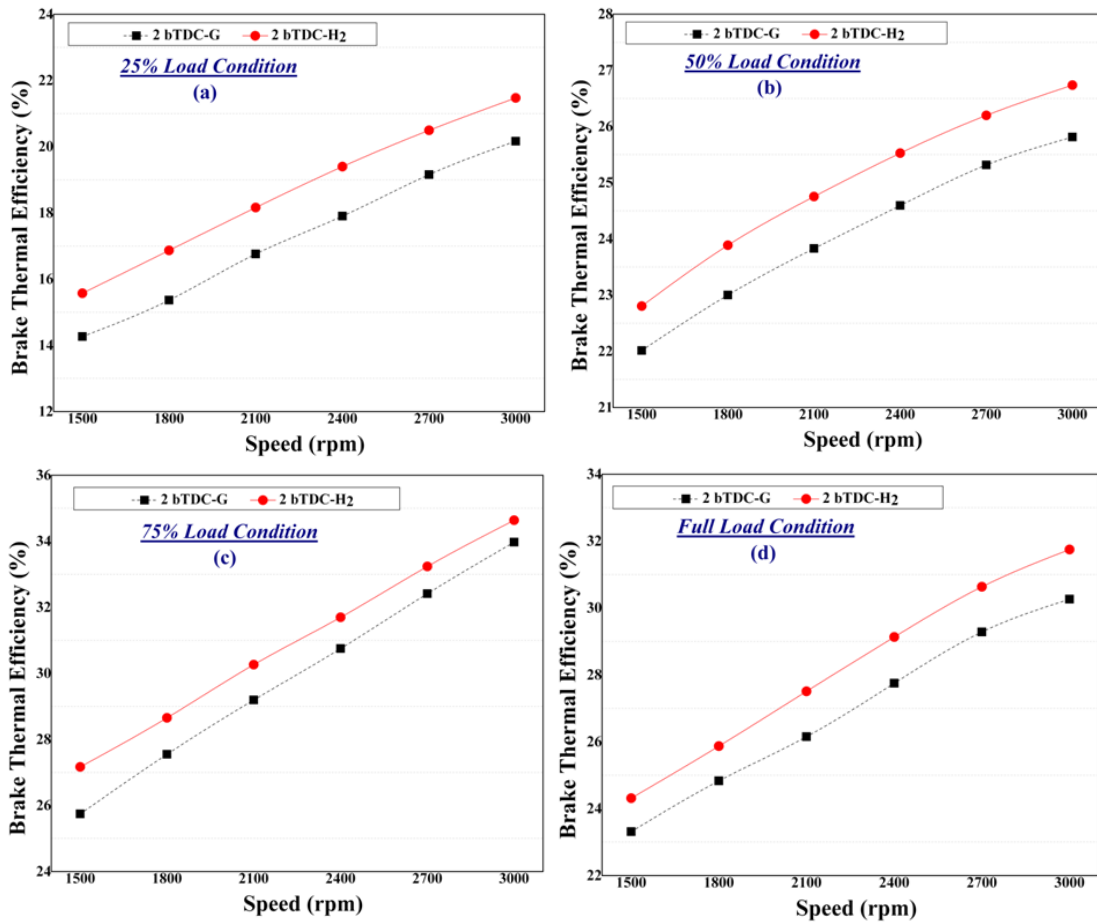 2 bTDC-G 2 bTDC-H2
25% Load Condition
(a)
Brake Thermal Efficiency (%)
24
22
20
18
16
14
12
1500 1800 2100 2400 2700 3000
Speed (rpm)
2 bTDC-G 2 bTDC-H2
50% Load Condition
(b)
Brake Thermal Efficiency (%)
28
27
26
25
24
23
22
21
1500 1800 2100 2400 2700 3000
Speed (rpm)
2 bTDC-G 2 bTDC-H2
75% Load Condition
(c)
Brake Thermal Efficiency (%)
36
34
32
30
28
26
24
1500 1800 2100 2400 2700 3000
Speed (rpm)
2 bTDC-G 2 bTDC-H2
Full Load Condition
(d)
Brake Thermal Efficiency (%)
34
32
30
28
26
24
22
1500 1800 2100 2400 2700 3000
Speed (rpm)